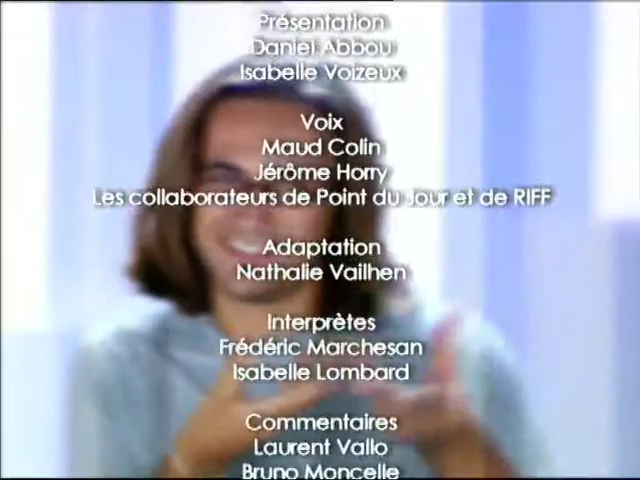 Présentation
Daniel Abbou
Isabelle Voizeux
Voix
Maud Colin
Jérôme Horry
Les collaborateurs de Point du Jour et de RIFF
Adaptation
Nathalie Vailhen
Interprètes
Frédéric Marchesan
Isabelle Lombard
Commentaires
Laurent Vallo
Bruno Moncelle